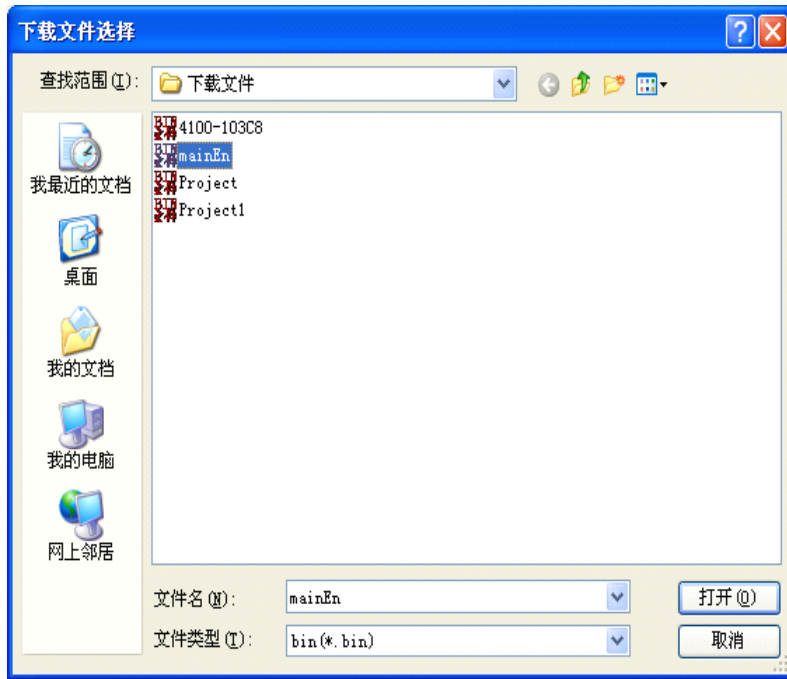 下载文件选择
查找范围(I):
下载文件
4100-103C8
mainEn
Project
Project1
我最近的文档
桌面
我的文档
我的电脑
网上邻居
文件名(N):
mainEn
打开(O)
文件类型(T):
bin(*.bin)
取消